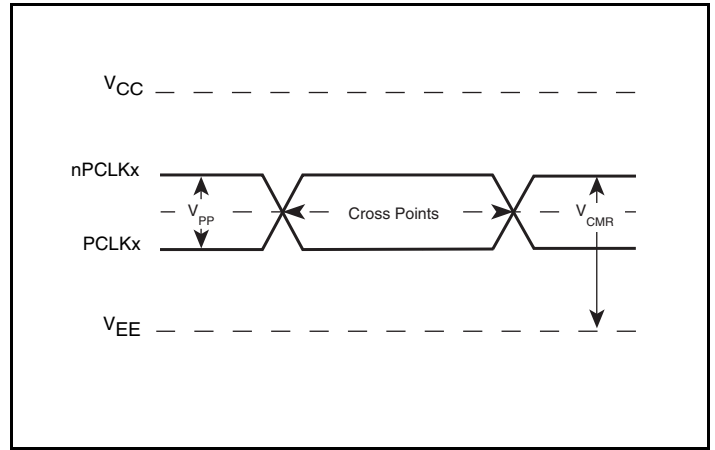 VCC
nPCLKx
VPP
Cross Points
VCMR
PCLKx
VEE